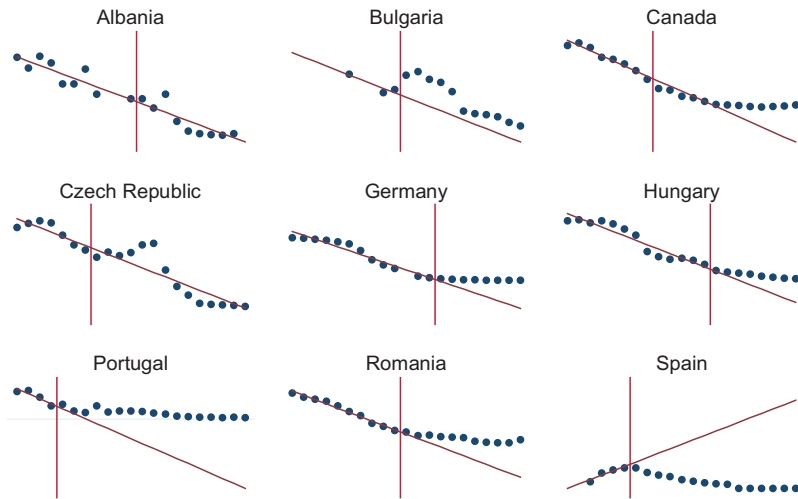 Albania
Bulgaria
Canada
Czech Republic
Germany
Hungary
Portugal
Romania
Spain